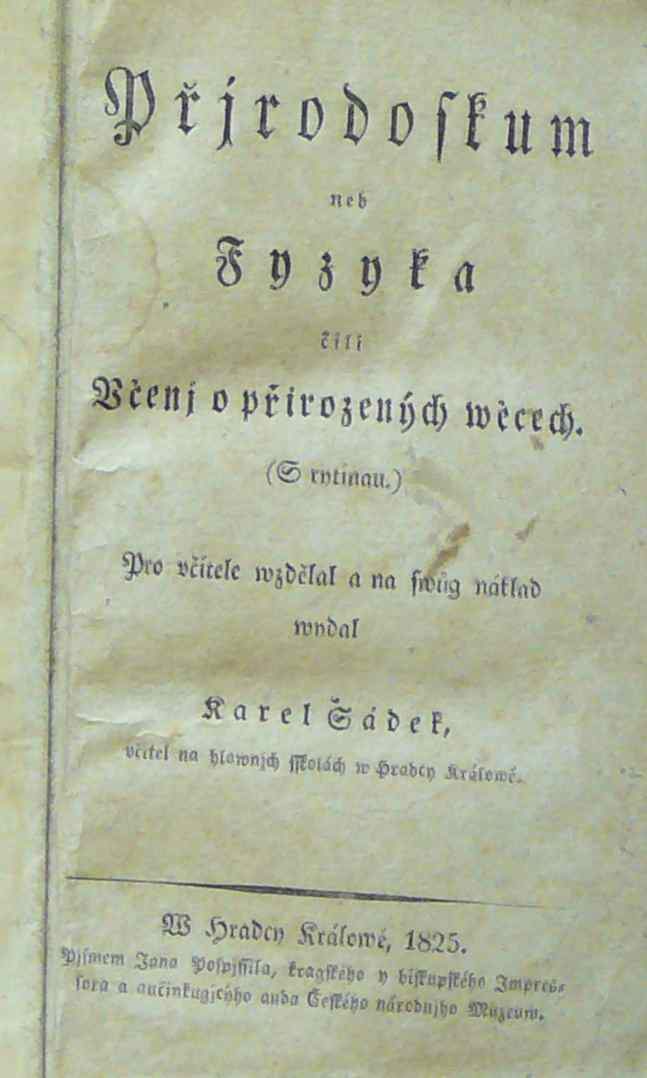 Přjrodoſkum
neb
Fyzyka
čili
Včenj o přirozených wěcech.
(S rytinau.)
Pro včitele wzdělal a na ſwůg náklad
wydal
Karel Šádek,
včitel na hlawnjch ſſkolách w Hradcy Králowé.
W Hradcy Králowé, 1825.
Pjſmem Jana Poſpjſſila, kragſkého y biſkupſkého Impreſ-
ſora a aučinkugjcýho auda Českého národnjho Muzeum.